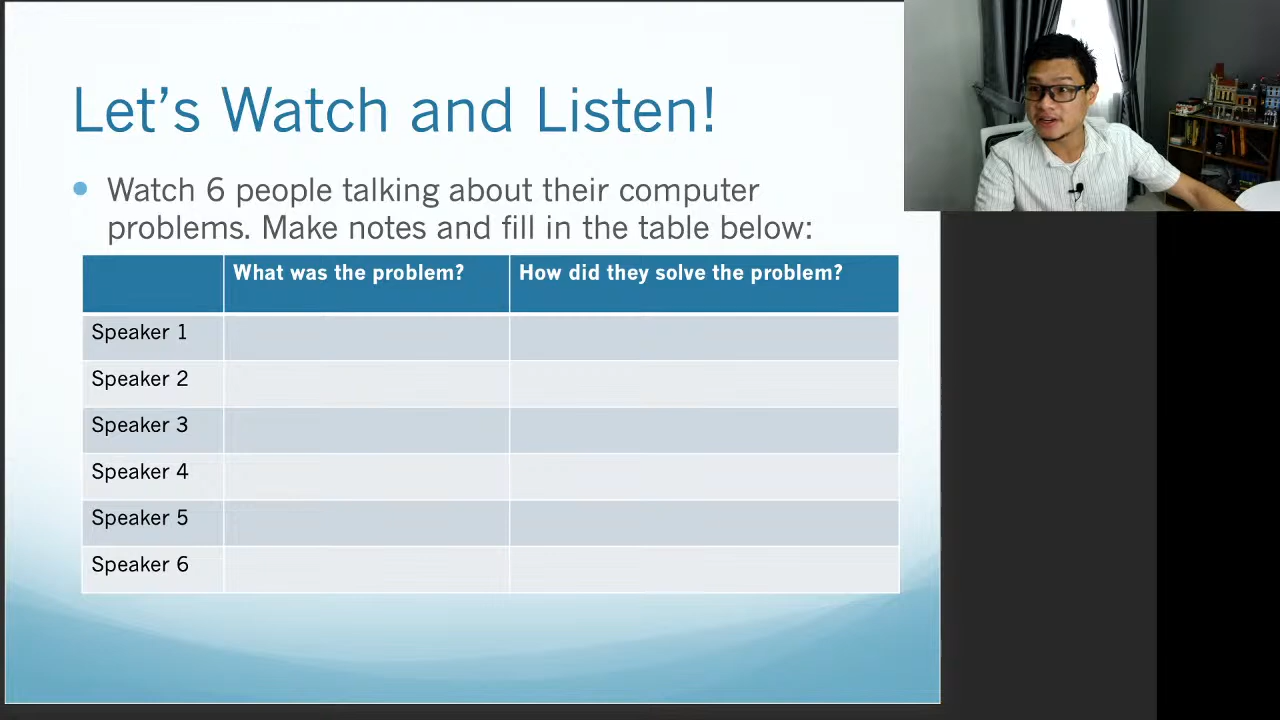 Let's Watch and Listen!
Watch 6 people talking about their computer
problems. Make notes and fill in the table below:
What was the problem? How did they solve the problem?
Speaker 1
Speaker 2
Speaker 3
Speaker 4
Speaker 5
Speaker 6